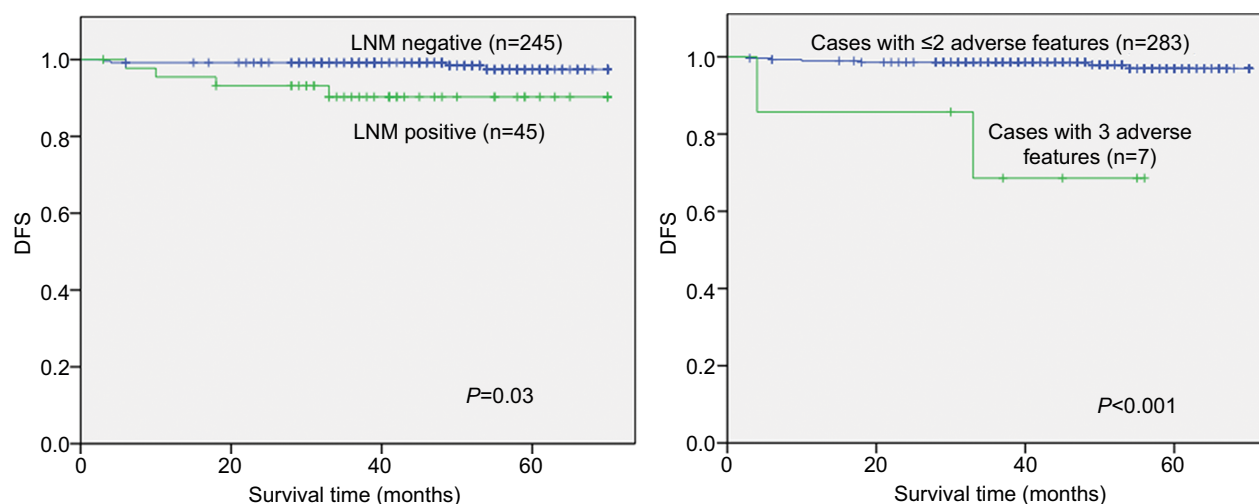 LNM negative (n=245)
LNM positive (n=45)
P=0.03
DFS
1.0
0.8
0.6
0.4
0.2
0.0
0 20 40 60
Survival time (months)
Cases with ≤2 adverse features (n=283)
Cases with 3 adverse
features (n=7)
P<0.001
DFS
1.0
0.8
0.6
0.4
0.2
0.0
0 20 40 60
Survival time (months)